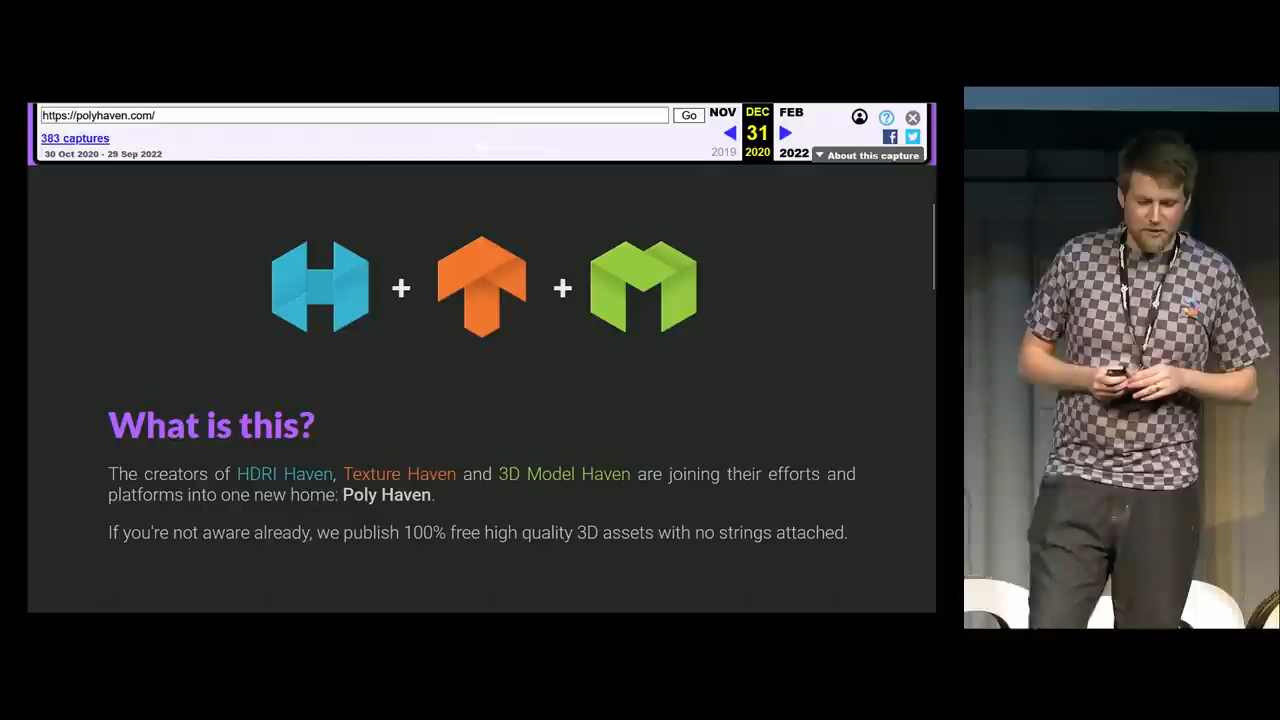 https://polyhaven.com/
Go
NOV
DEC
FEB
383 captures
31
30 Oct 2020 - 29 Sep 2022
2019
2020
2022
About this capture
+
+
What is this?
The creators of HDRI Haven, Texture Haven and 3D Model Haven are joining their efforts and
platforms into one new home: Poly Haven.
If you're not aware already, we publish 100% free high quality 3D assets with no strings attached.